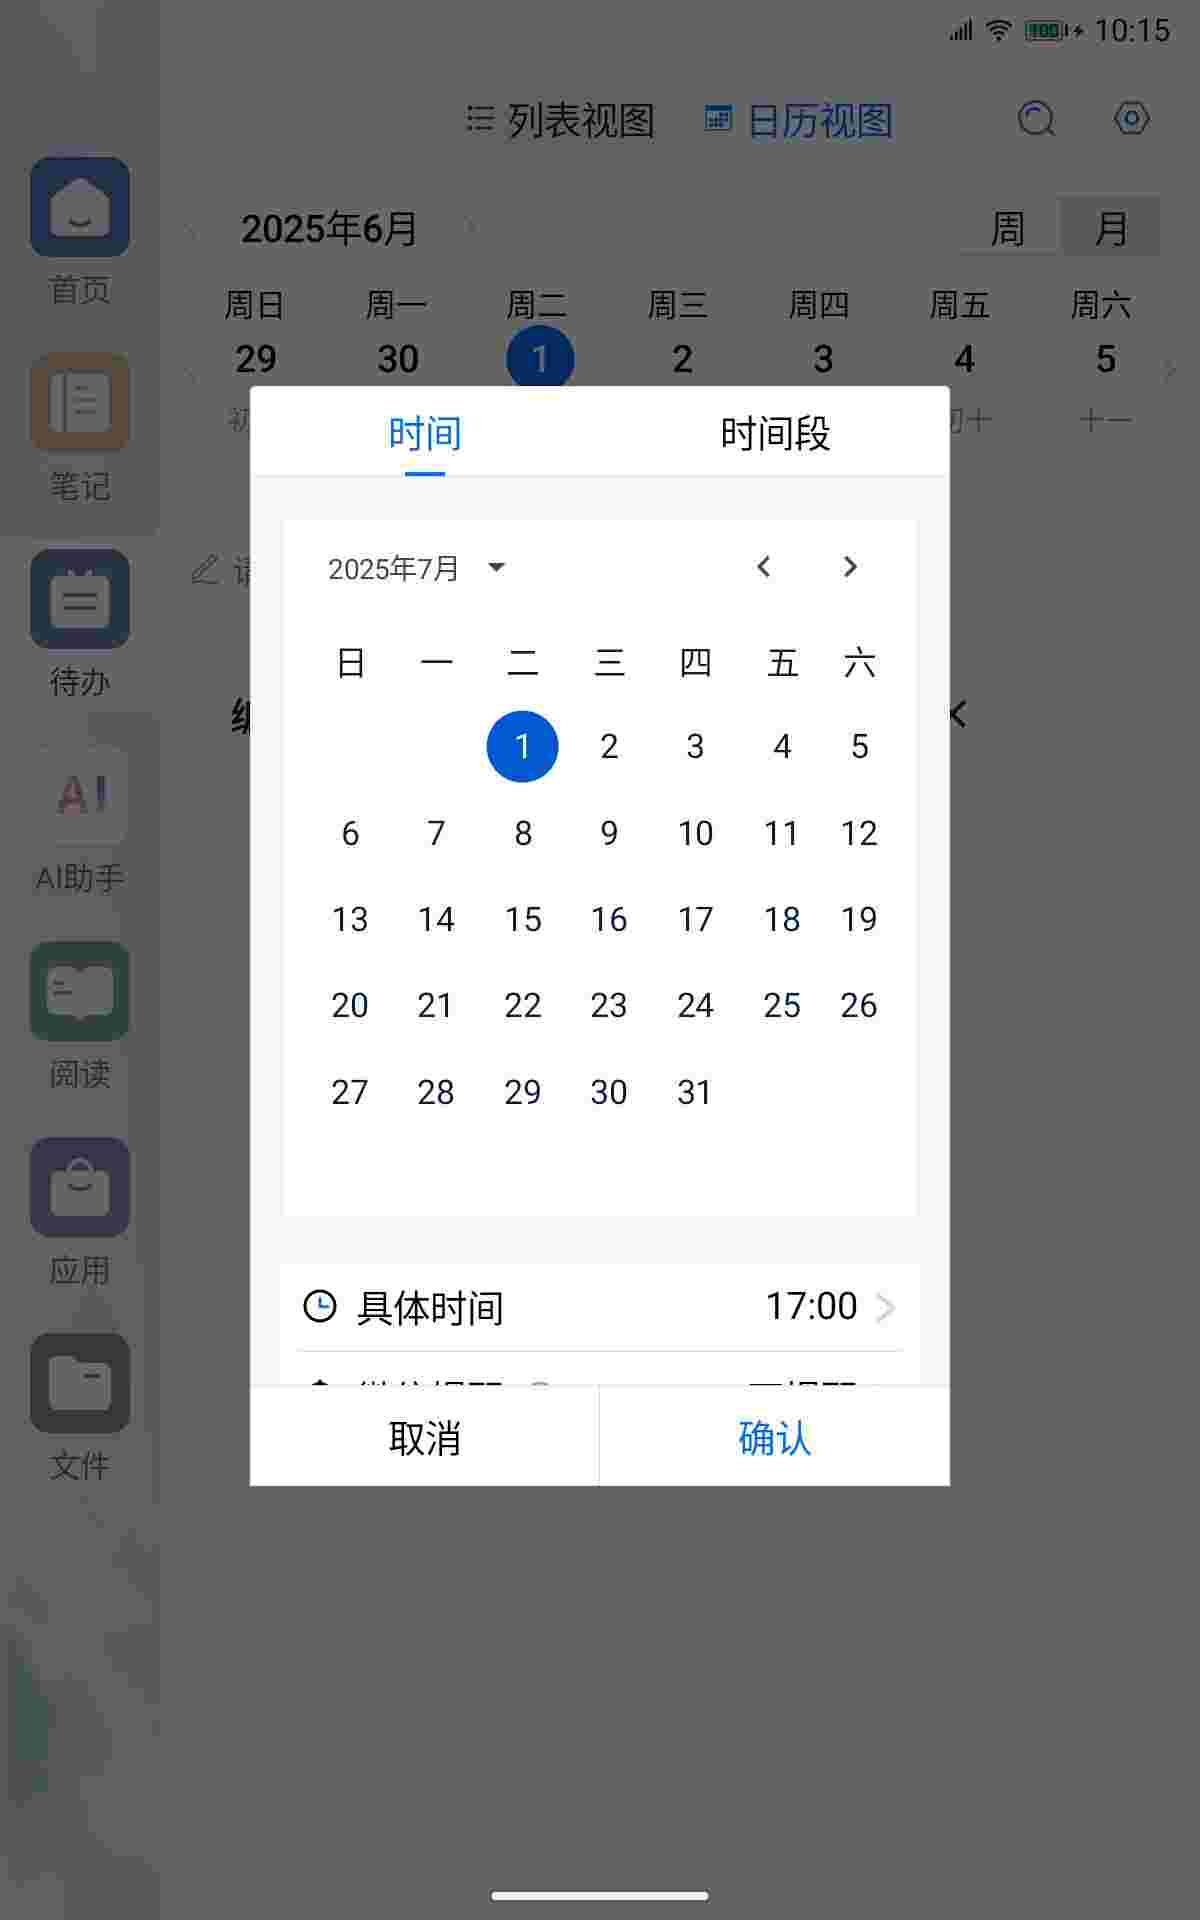 100 10:15
列表视图 日历视图
2025年6月 周 月
周日 周一 周二 周三 周四 周五 周六
29 30 1 2 3 4 5
初十 十一
时间 时间段
2025年7月
日 一 二 三 四 五 六
1 2 3 4 5
6 7 8 9 10 11 12
13 14 15 16 17 18 19
20 21 22 23 24 25 26
27 28 29 30 31
具体时间 17:00
取消 确认
首页
笔记
待办
AI
AI助手
阅读
应用
文件